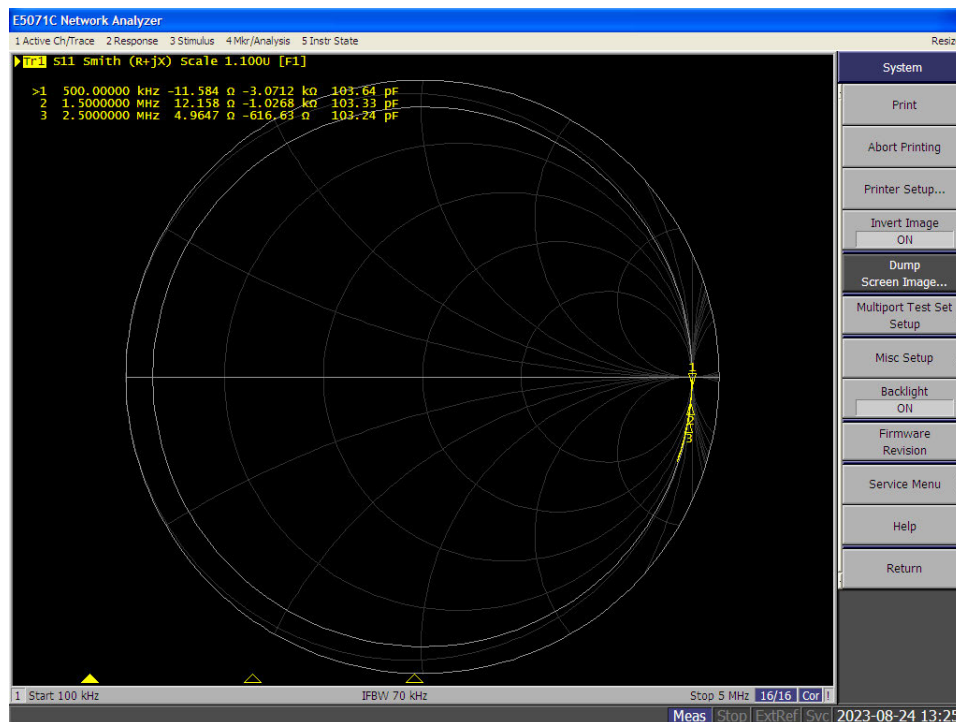 E5071C Network Analyzer
1 Active Ch/Trace 2 Response 3 Stimulus 4 Mkr/Analysis 5 Instr State
Tr1 S11 Smith (R+jX) Scale 1.100U [F1]
>1 500.00000 kHz -11.584 Ω -3.0712 kΩ 103.64 pF
2 1.5000000 MHz 12.158 Ω -1.0268 kΩ 103.33 pF
3 2.5000000 MHz 4.9647 Ω -616.63 Ω 103.24 pF
1
3
1 Start 100 kHz IFBW 70 kHz Stop 5 MHz 16/16 Cor !
System
Print
Abort Printing
Printer Setup...
Invert Image
ON
Dump
Screen Image...
Multiport Test Set
Setup
Misc Setup
Backlight
ON
Firmware
Revision
Service Menu
Help
Return
Meas Stop ExtRef Svc 2023-08-24 13:25